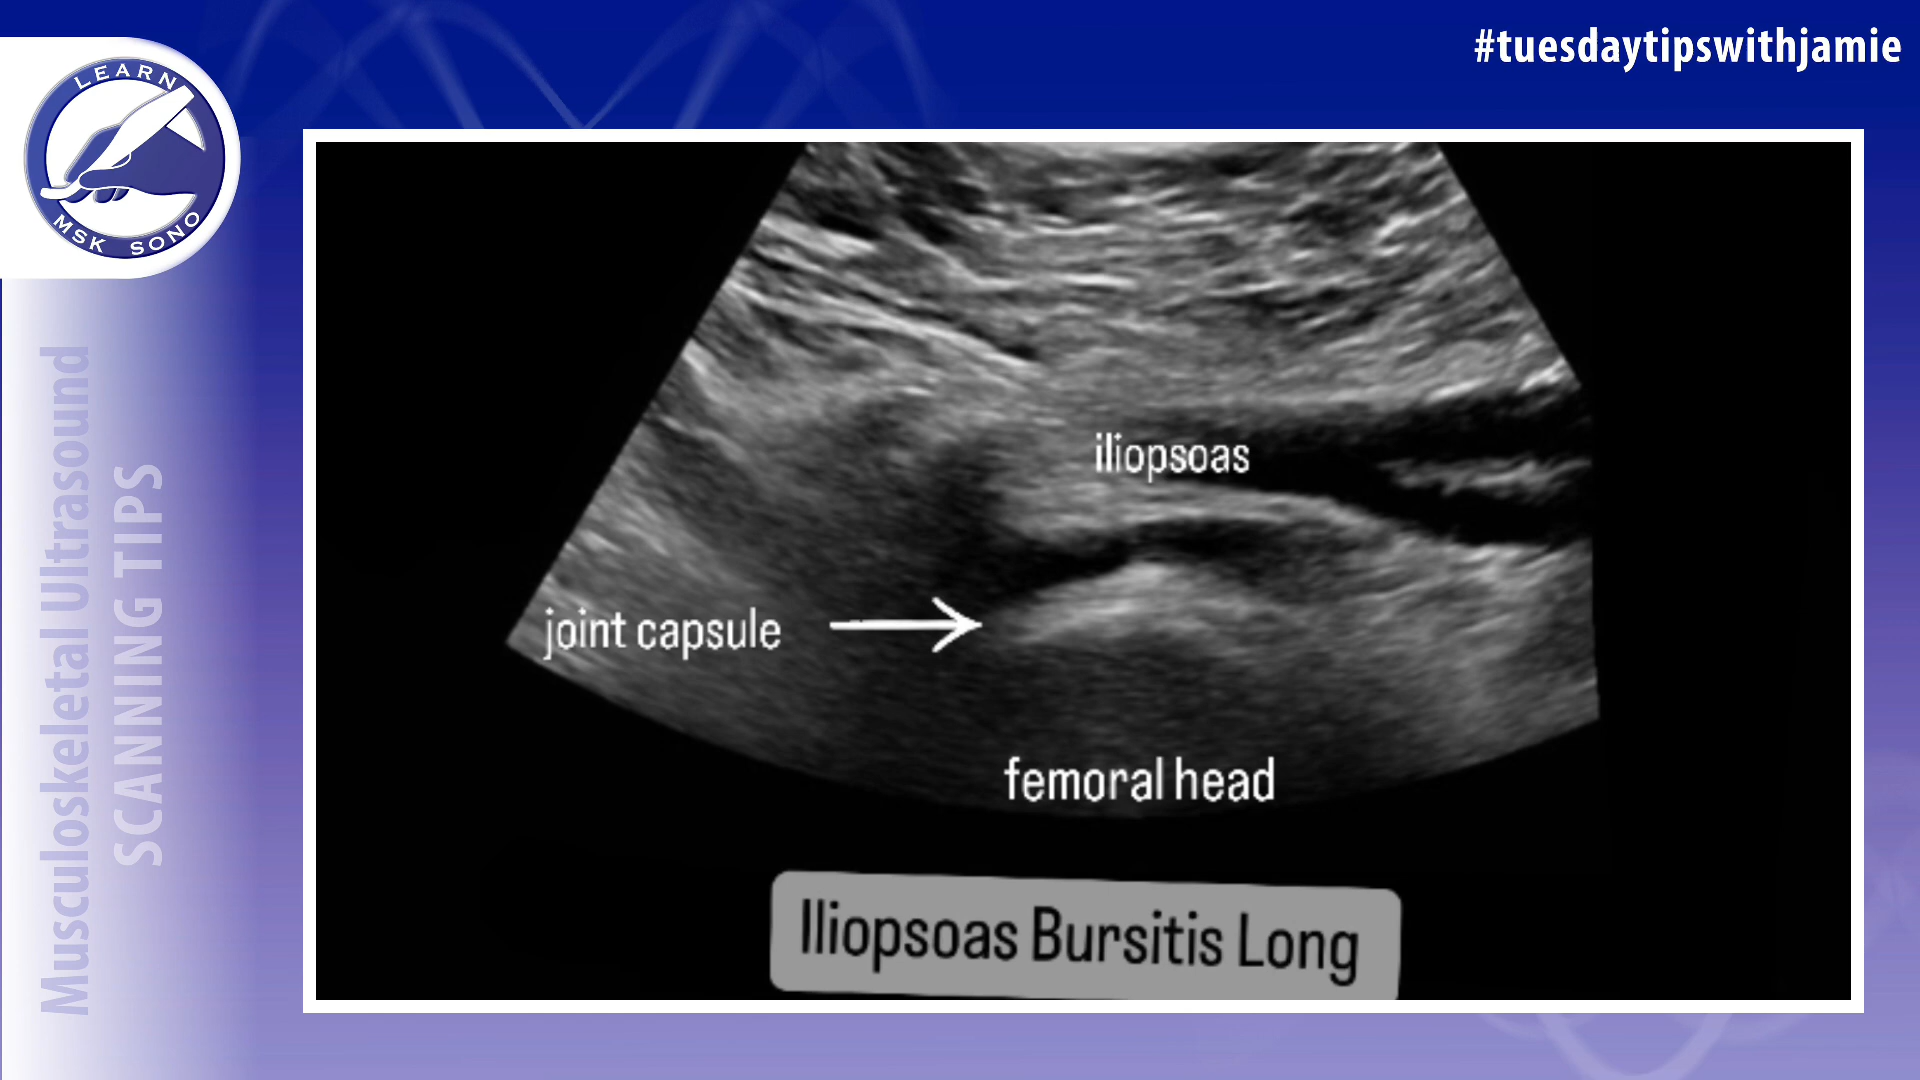 #tuesdaytipswithjamie
LEARN
MSK SONO
Musculoskeletal Ultrasound
SCANNING TIPS
iliopsoas
joint capsule
femoral head
Iliopsoas Bursitis Long